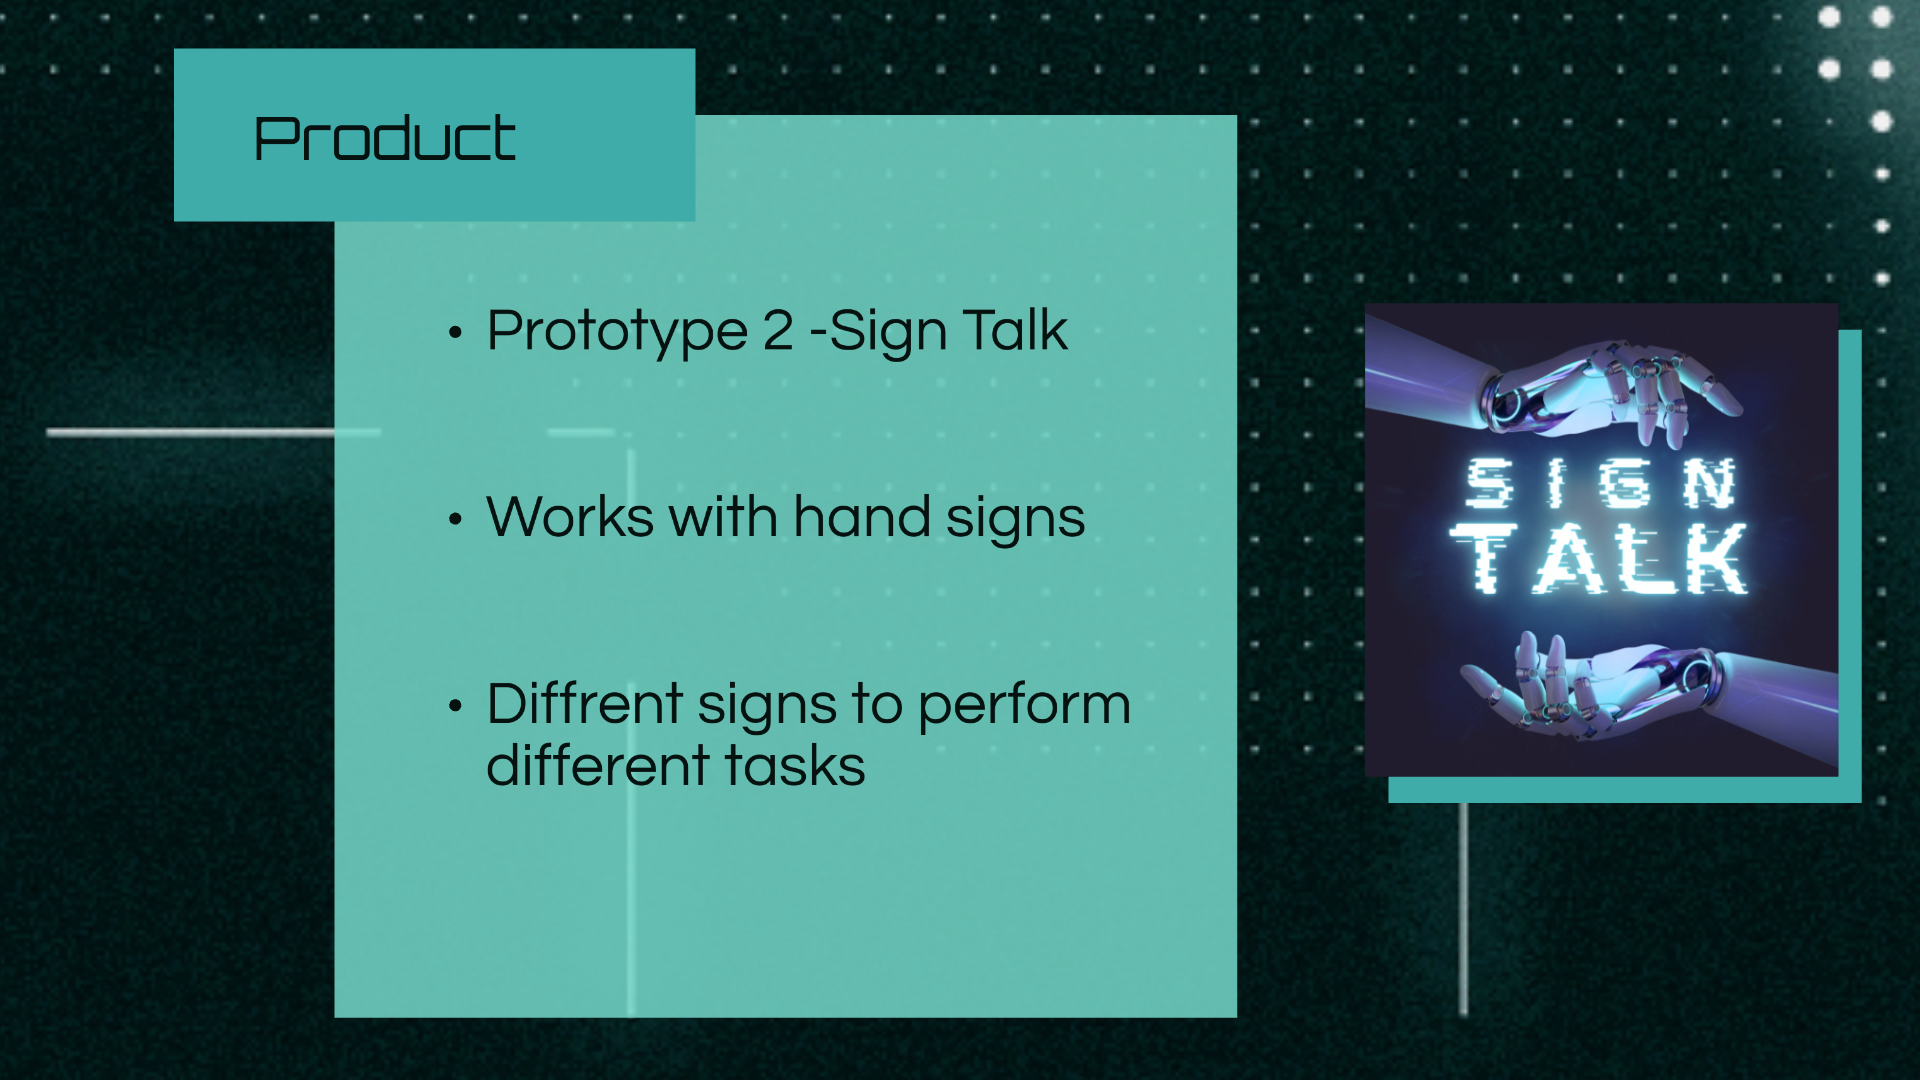 Product
• Prototype 2 -Sign Talk
• Works with hand signs
• Diffrent signs to perform
different tasks
SIGN
TALK